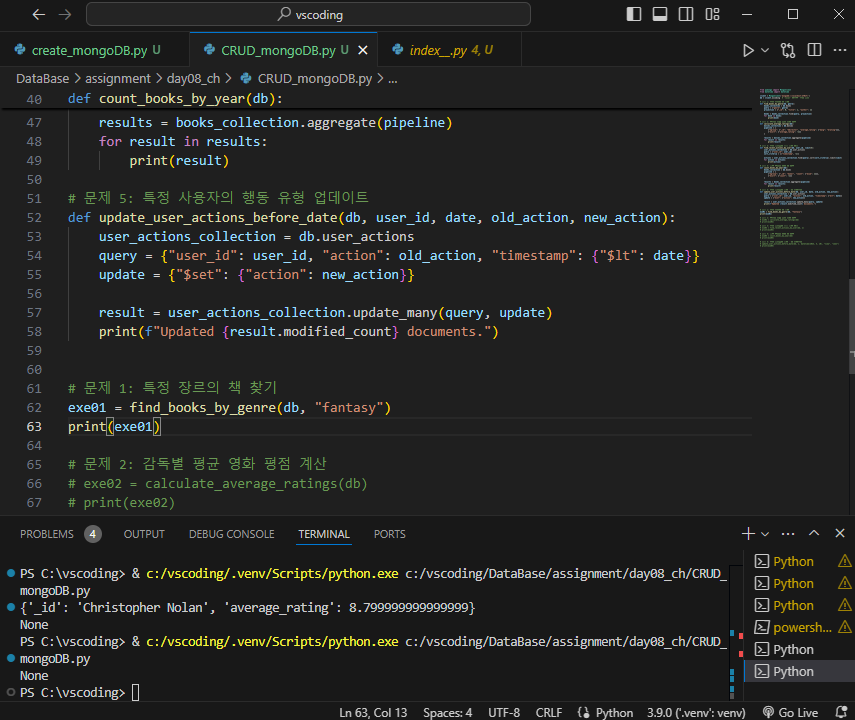 vscoding
create_mongoDB.py U
CRUD_mongoDB.py U
index__.py 4, U
DataBase > assignment > day08_ch > CRUD_mongoDB.py > ...
40 def count_books_by_year(db):
47 results = books_collection.aggregate(pipeline)
48 for result in results:
49 print(result)
50
51 # 문제 5: 특정 사용자의 행동 유형 업데이트
52 def update_user_actions_before_date(db, user_id, date, old_action, new_action):
53 user_actions_collection = db.user_actions
54 query = {"user_id": user_id, "action": old_action, "timestamp": {"$lt": date}}
55 update = {"$set": {"action": new_action}}
56
57 result = user_actions_collection.update_many(query, update)
58 print(f"Updated {result.modified_count} documents.")
59
60
61 # 문제 1: 특정 장르의 책 찾기
62 exe01 = find_books_by_genre(db, "fantasy")
63 print(exe01)
64
65 # 문제 2: 감독별 평균 영화 평점 계산
66 # exe02 = calculate_average_ratings(db)
67 # print(exe02)
PROBLEMS 4 OUTPUT DEBUG CONSOLE TERMINAL PORTS
PS C:\vscoding> & c:/vscoding/.venv/Scripts/python.exe c:/vscoding/DataBase/assignment/day08_ch/CRUD_
mongoDB.py
{'_id': 'Christopher Nolan', 'average_rating': 8.799999999999999}
None
PS C:\vscoding> & c:/vscoding/.venv/Scripts/python.exe c:/vscoding/DataBase/assignment/day08_ch/CRUD_
mongoDB.py
None
PS C:\vscoding>
Python
Python
Python
powersh...
Python
Python
Ln 63, Col 13 Spaces: 4 UTF-8 CRLF Python 3.9.0 ('.venv': venv) Go Live